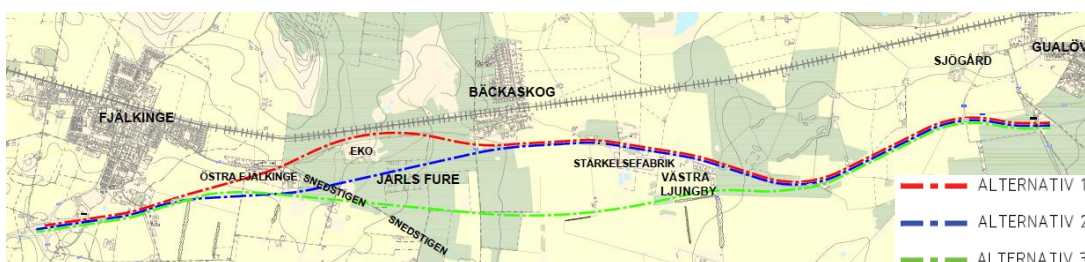 GUALÖV
SJÖGÅRD
BÄCKASKOG
FJÄLKINGE
EKO
STÄRKELSEFABRIK
ÖSTRA FJÄLKINGE
JÄRLS FURE
VÄSTRA
LJUNGBY
SNEDSTIGEN
SNEDSTIGEN
ALTERNATIV 1
ALTERNATIV 2
ALTERNATIV 3